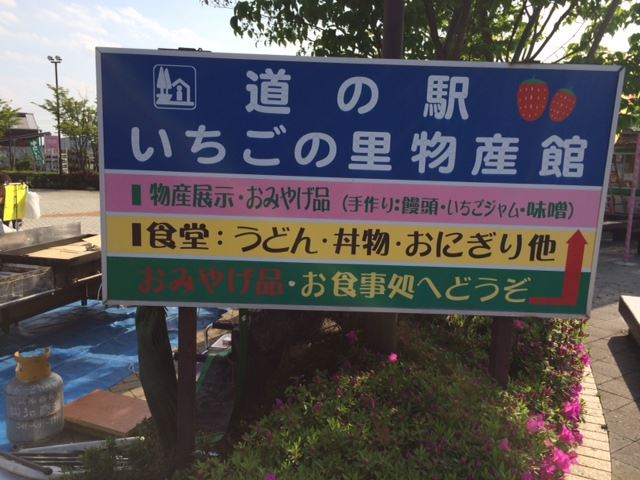 道の駅
いちごの里物産館
物産展示・おみやげ品(手作り:饅頭・いちごジャム・味噌)
食堂:うどん・丼物・おにぎり他
おみやげ品・お食事処へどうぞ